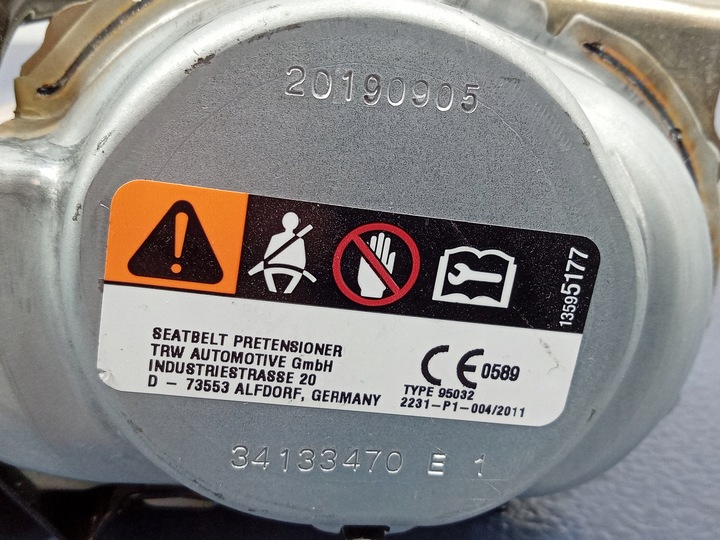 20190905
13595177
SEATBELT PRETENSIONER
TRW AUTOMOTIVE GmbH
INDUSTRIESTRASSE 20
D – 73553 ALFDORF, GERMANY
CE 0589
TYPE 95032
2231–P1–004/2011
34133470 E 1